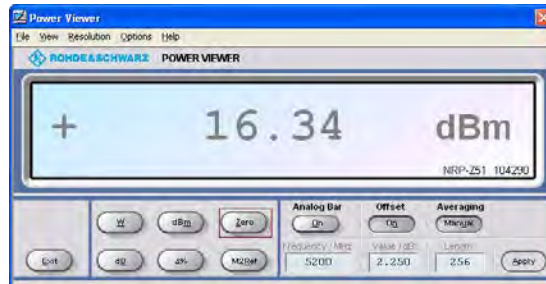 Power Viewer
File View Resolution Options Help
ROHDE&SCHWARZ POWER VIEWER
+ 16.34 dBm
NRP-Z51 104290
Analog Bar Offset Averaging
W dBm Zero On On Manual
Frequency / MHz Value / dB Length
Exit dB Δ% M2Ref 5200 2.250 256 Apply